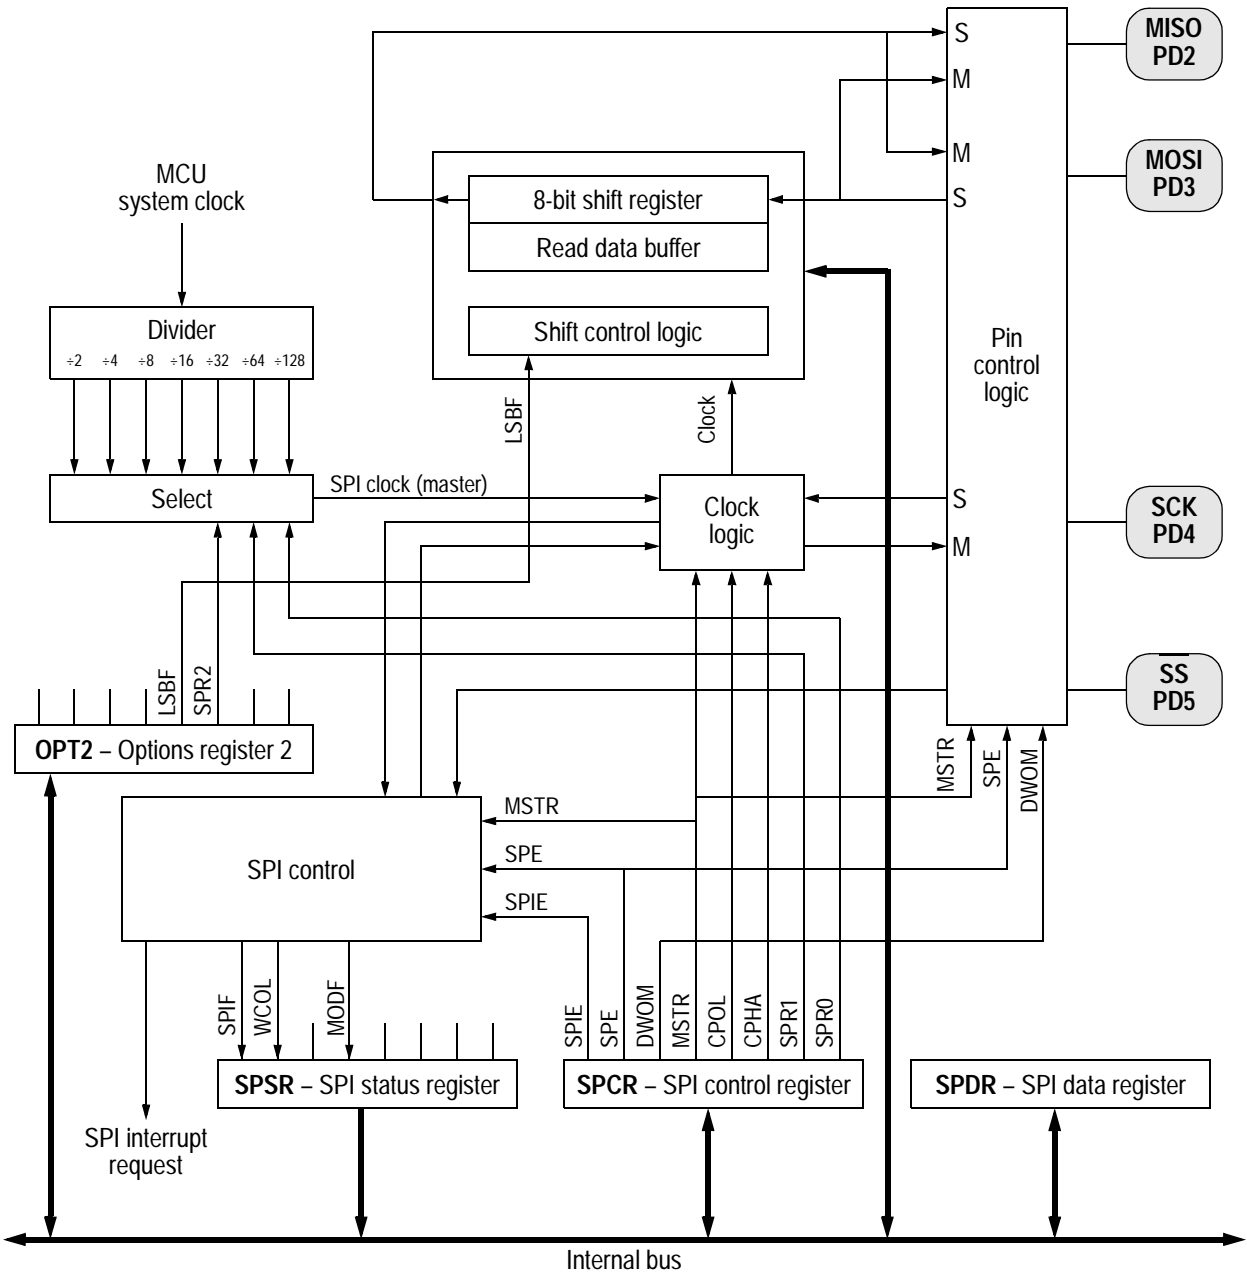 MISO
PD2
S
M
M
S
MOSI
PD3
MCU
system clock
8-bit shift register
Read data buffer
Shift control logic
Divider
÷2 ÷4 ÷8 ÷16 ÷32 ÷64 ÷128
Pin
control
logic
LSBF
Clock
Select
SPI clock (master)
Clock
logic
S
M
SCK
PD4
LSBF
SPR2
SS
PD5
OPT2 – Options register 2
MSTR
SPE
DWOM
SPI control
MSTR
SPE
SPIE
SPIF
WCOL
MODF
SPIE
SPE
DWOM
MSTR
CPOL
CPHA
SPR1
SPR0
SPSR – SPI status register
SPCR – SPI control register
SPDR – SPI data register
SPI interrupt
request
Internal bus